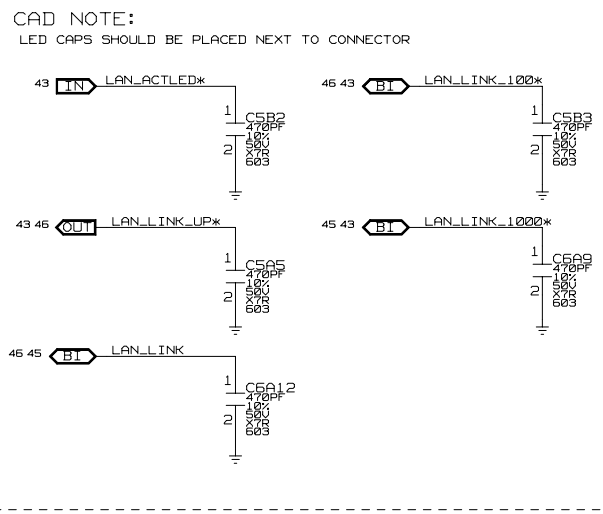 CAD NOTE:
LED CAPS SHOULD BE PLACED NEXT TO CONNECTOR
43 IN LAN_ACTLED*
1 C5B2
470PF
10%
2 50V
X7R
603
46 43 BI LAN_LINK_100*
1 C5B3
470PF
10%
2 50V
X7R
603
43 46 OUT LAN_LINK_UP*
1 C5A5
470PF
10%
2 50V
X7R
603
45 43 BI LAN_LINK_1000*
1 C6A9
470PF
10%
2 50V
X7R
603
46 45 BI LAN_LINK
1 C6A12
470PF
10%
2 50V
X7R
603